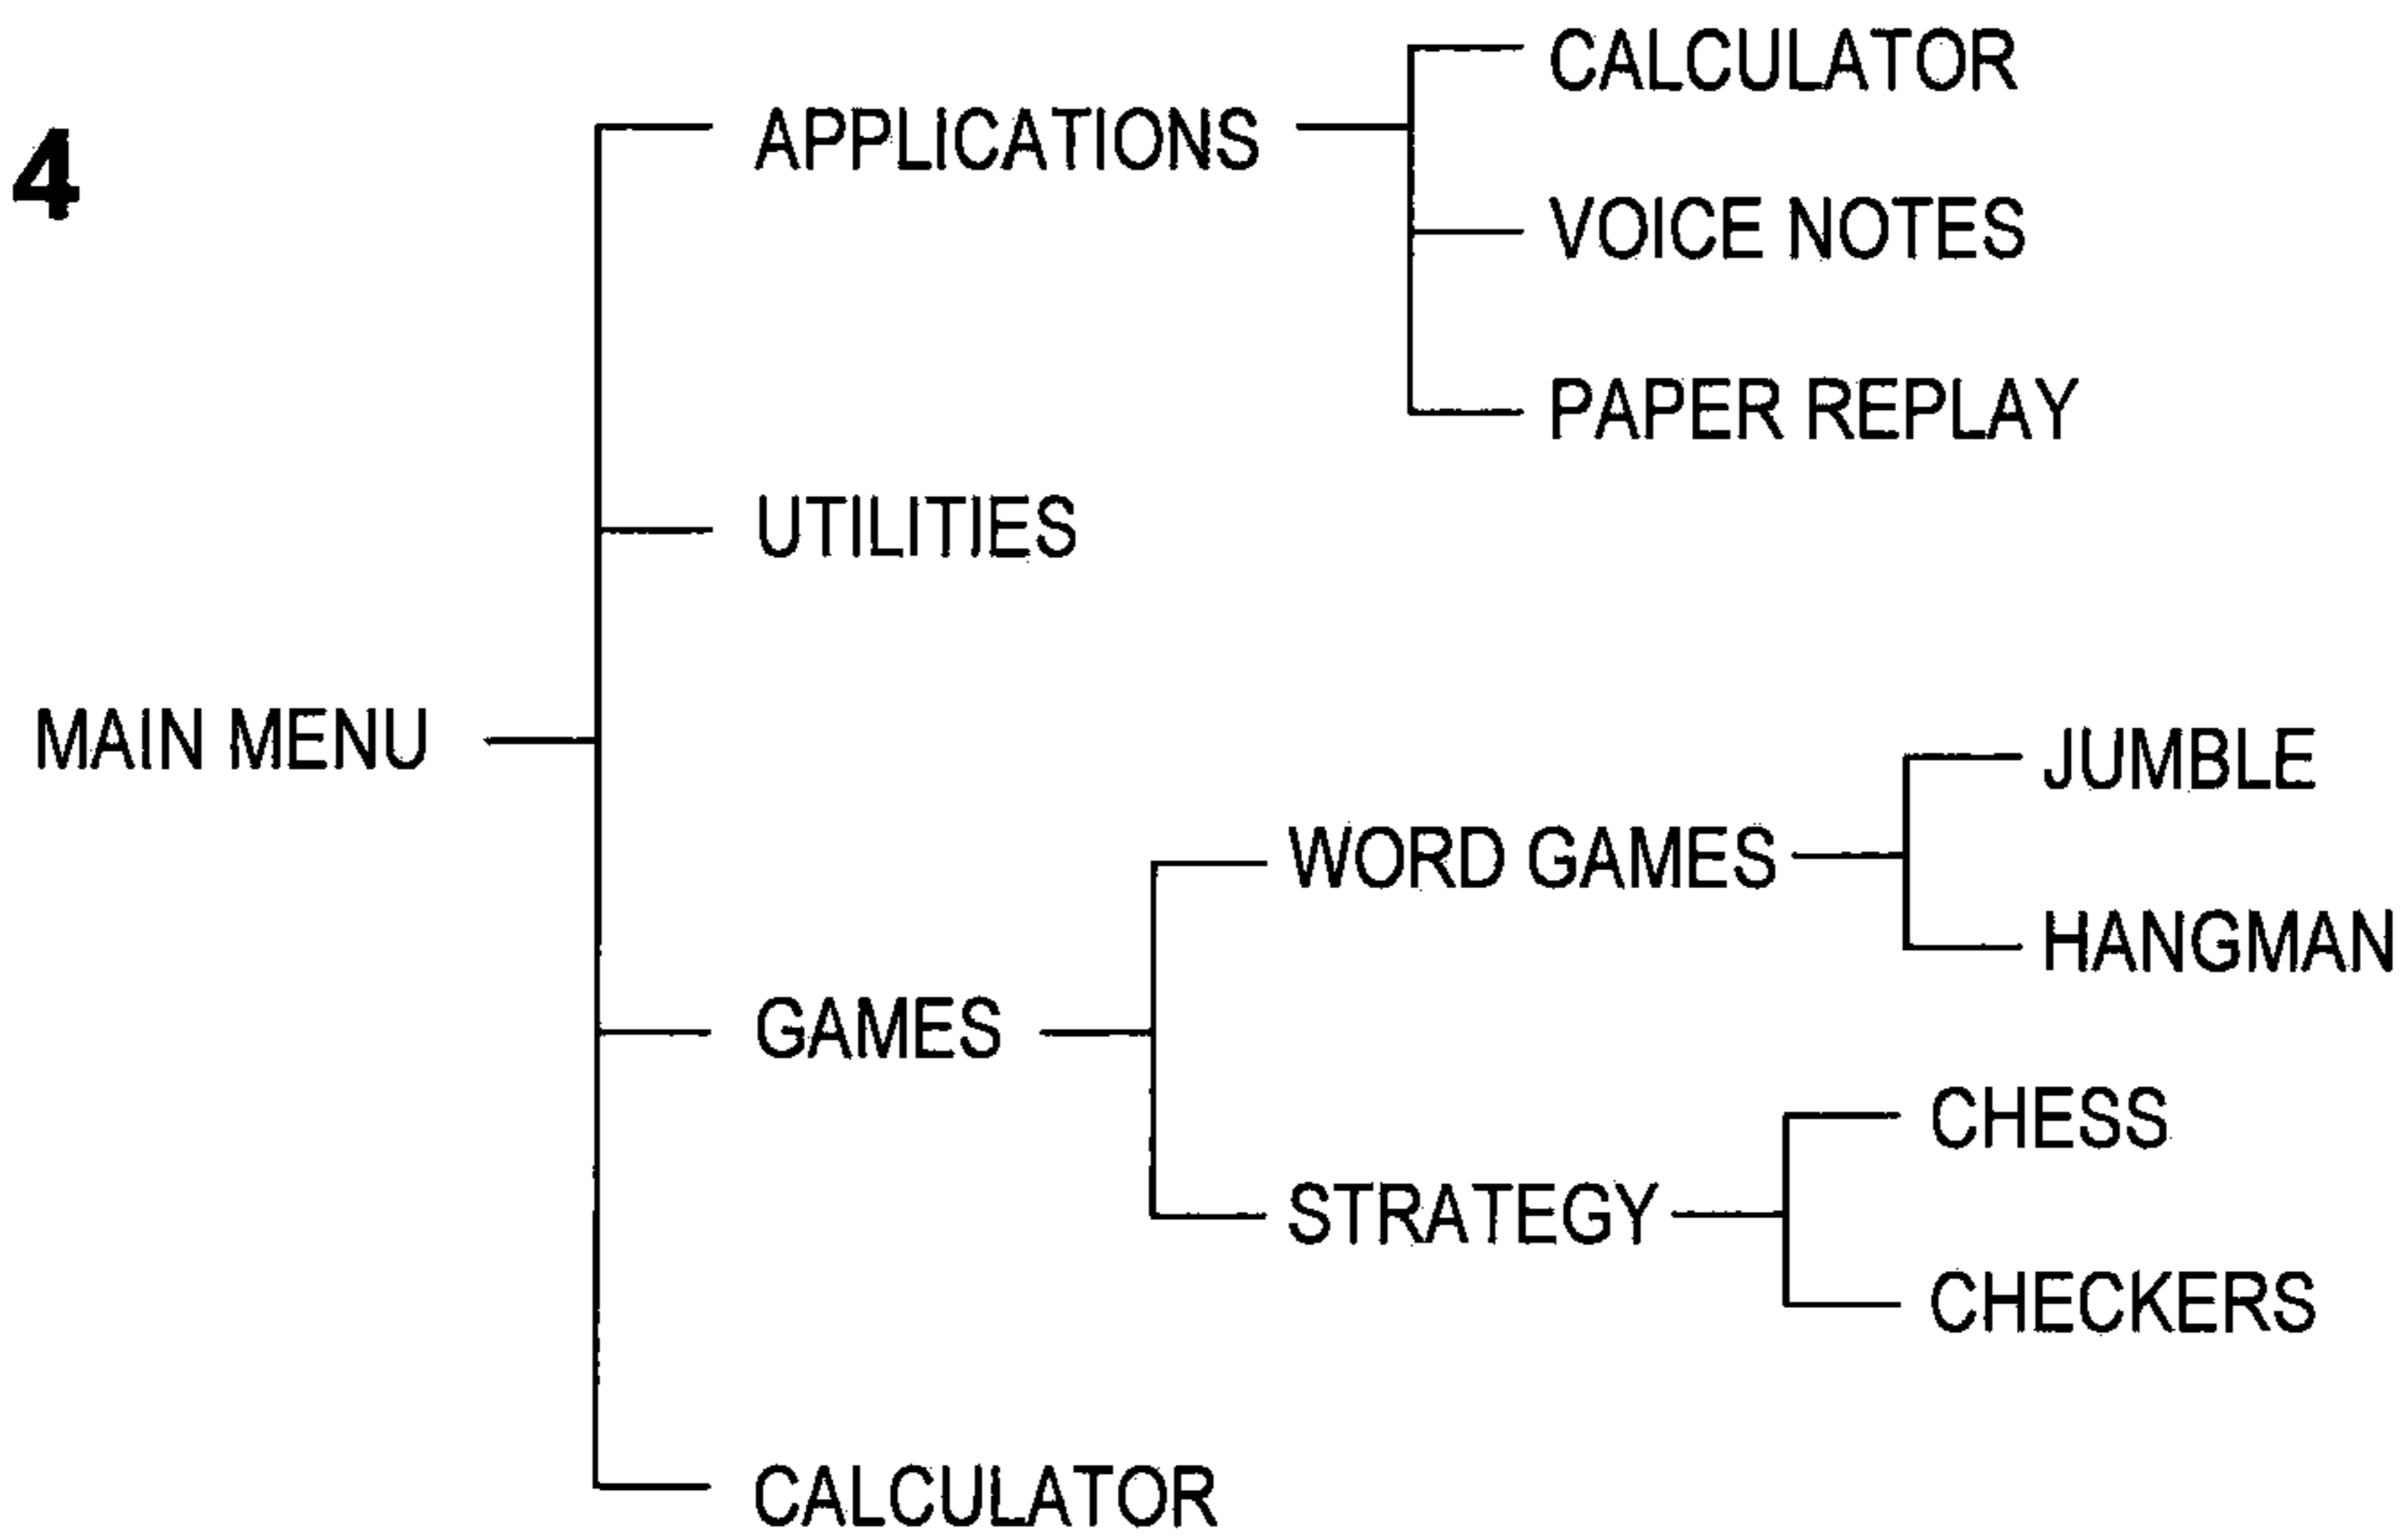 CALCULATOR
APPLICATIONS
4
VOICE NOTES
PAPER REPLAY
UTILITIES
MAIN MENU
JUMBLE
WORD GAMES
HANGMAN
GAMES
CHESS
STRATEGY
CHECKERS
CALCULATOR